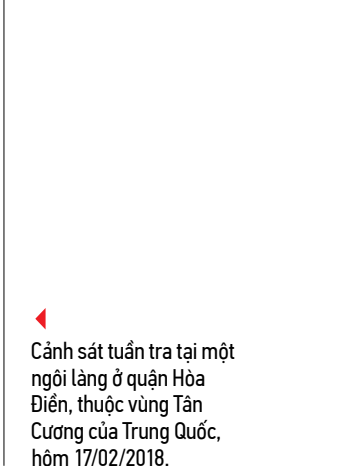 Cảnh sát tuần tra tại một
ngôi làng ở quận Hòa
Điền, thuộc vùng Tân
Cương của Trung Quốc,
hôm 17/02/2018.